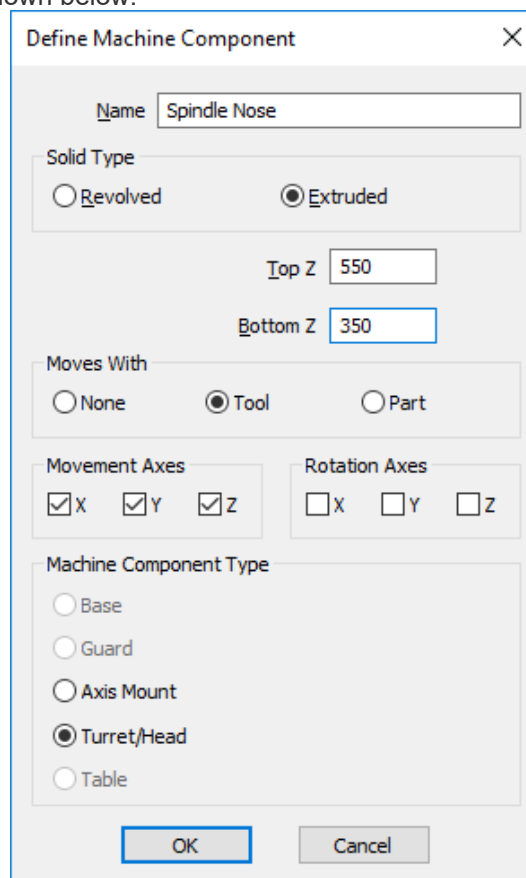 below:
Define Machine Component
Name Spindle Nose
Solid Type
Revolved Extruded
Top Z 550
Bottom Z 350
Moves With
None Tool Part
Movement Axes Rotation Axes
X Y Z X Y Z
Machine Component Type
Base
Guard
Axis Mount
Turret/Head
Table
OK Cancel